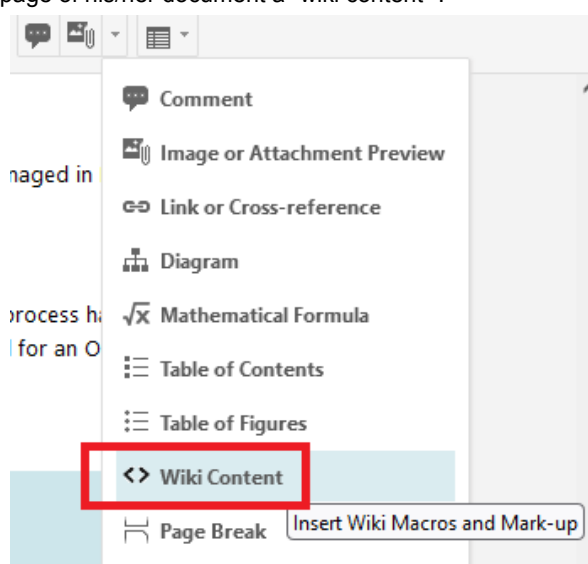 page of his/her document a "wiki content".
Comment
Image or Attachment Preview
naged in
Link or Cross-reference
Diagram
process ha
Mathematical Formula
for an O
Table of Contents
Table of Figures
Wiki Content
Insert Wiki Macros and Mark-up
Page Break